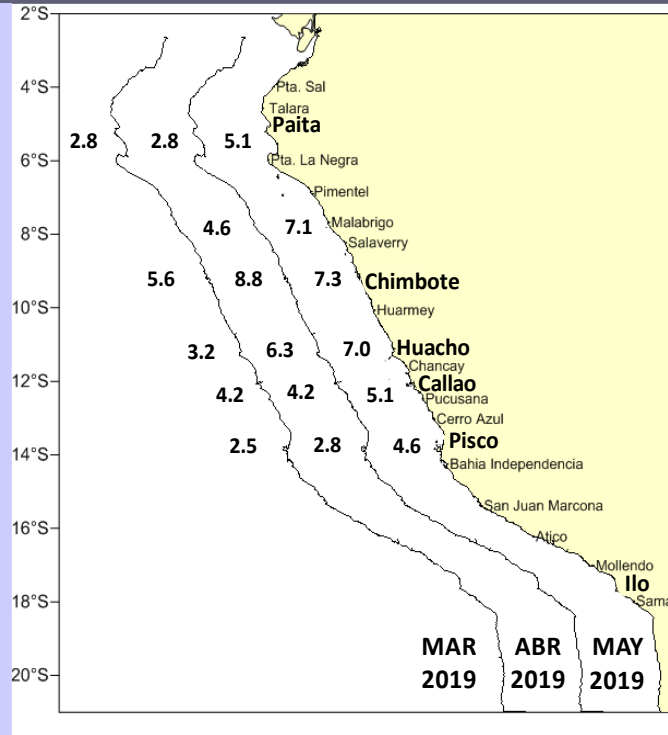 2°S
4°S
Pta. Sal
Talara
Paita
2.8 2.8 5.1
6°S
Pta. La Negra
Pimentel
4.6 7.1
Malabrigo
8°S
Salaverry
5.6 8.8 7.3
Chimbote
10°S
Huarmey
3.2 6.3 7.0
Huacho
Chancay
12°S
Callao
4.2 4.2 5.1
Pucusana
Cerro Azul
2.5 2.8 4.6
Pisco
14°S
Bahia Independencia
San Juan Marcona
16°S
Atico
Mollendo
Ilo
18°S
Sama
MAR ABR MAY
2019 2019 2019
20°S